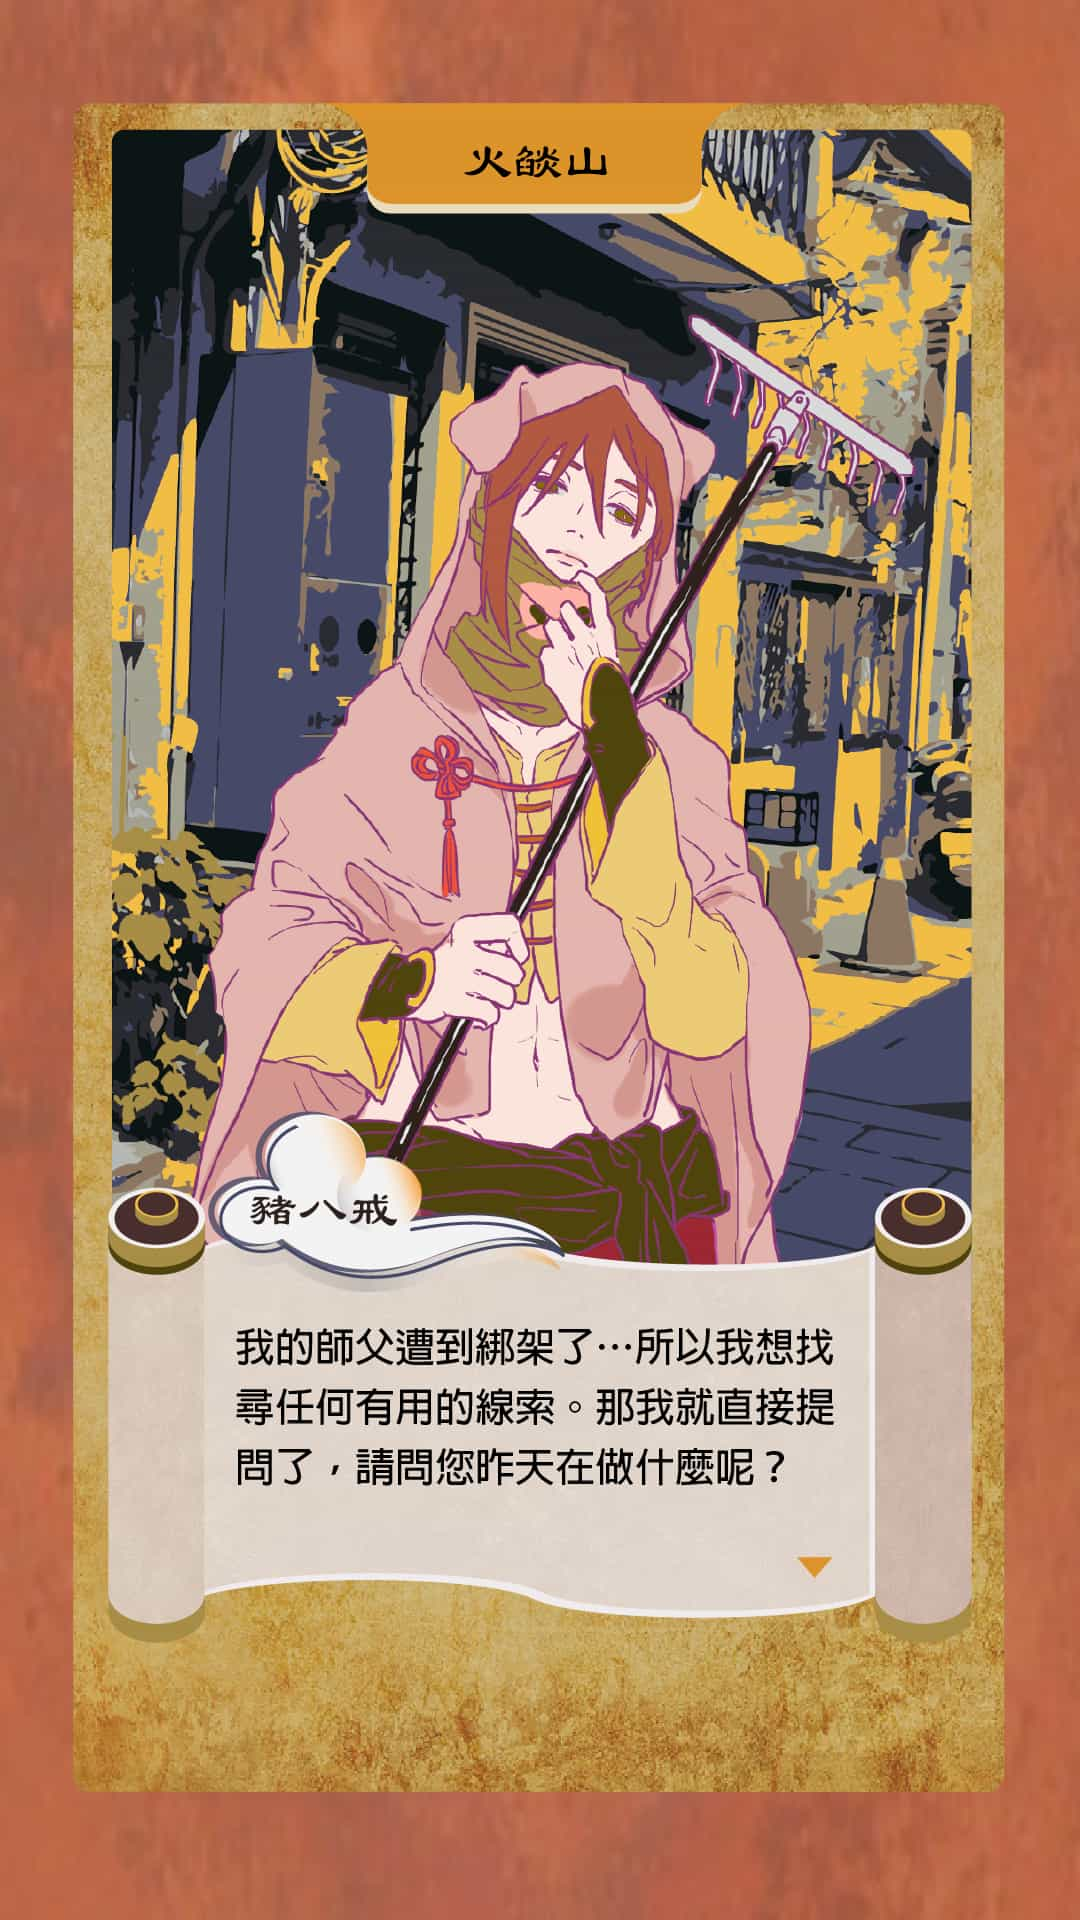 火燄山
豬八戒
我的師父遭到綁架了…所以我想找
尋任何有用的線索。那我就直接提
問了，請問您昨天在做什麼呢？